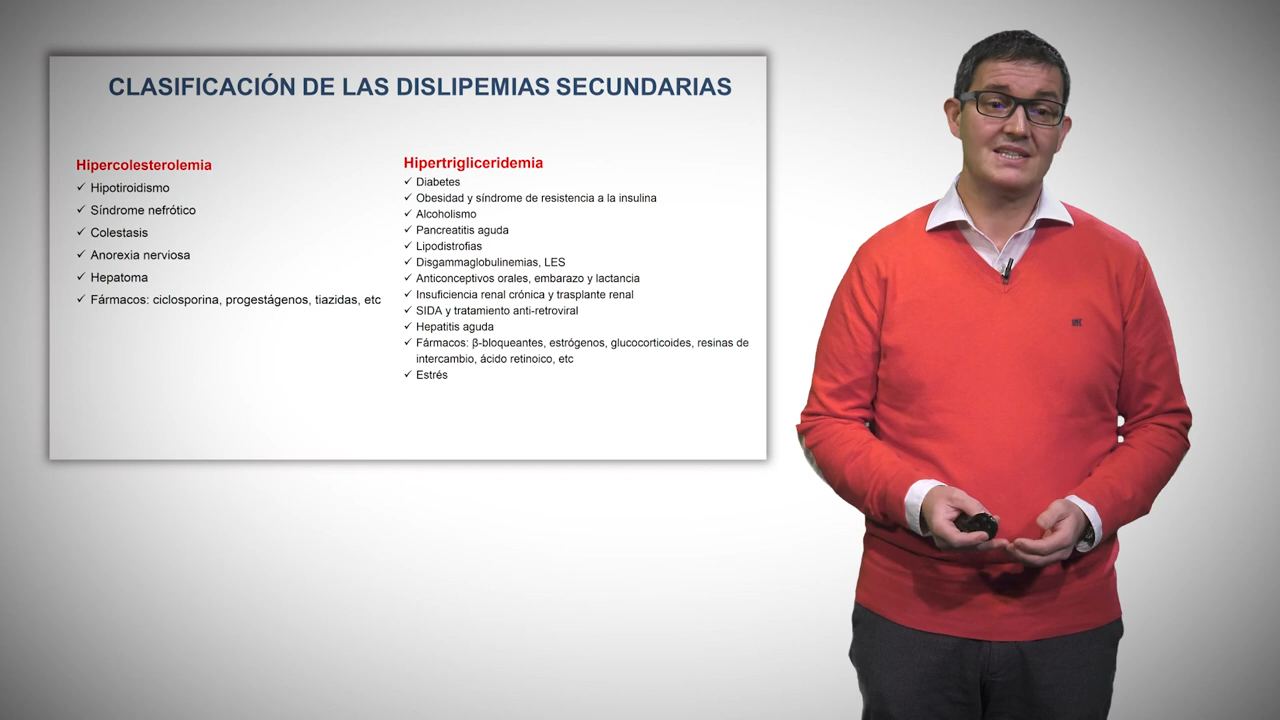 CLASIFICACIÓN DE LAS DISLIPEMIAS SECUNDARIAS
Hipercolesterolemia
✓ Hipotiroidismo
✓ Síndrome nefrótico
✓ Colestasis
✓ Anorexia nerviosa
✓ Hepatoma
✓ Fármacos: ciclosporina, progestágenos, tiazidas, etc
Hipertrigliceridemia
✓ Diabetes
✓ Obesidad y síndrome de resistencia a la insulina
✓ Alcoholismo
✓ Pancreatitis aguda
✓ Lipodistrofias
✓ Disgammaglobulinemias, LES
✓ Anticonceptivos orales, embarazo y lactancia
✓ Insuficiencia renal crónica y trasplante renal
✓ SIDA y tratamiento anti-retroviral
✓ Hepatitis aguda
✓ Fármacos: β-bloqueantes, estrógenos, glucocorticoides, resinas de
intercambio, ácido retinoico, etc
✓ Estrés